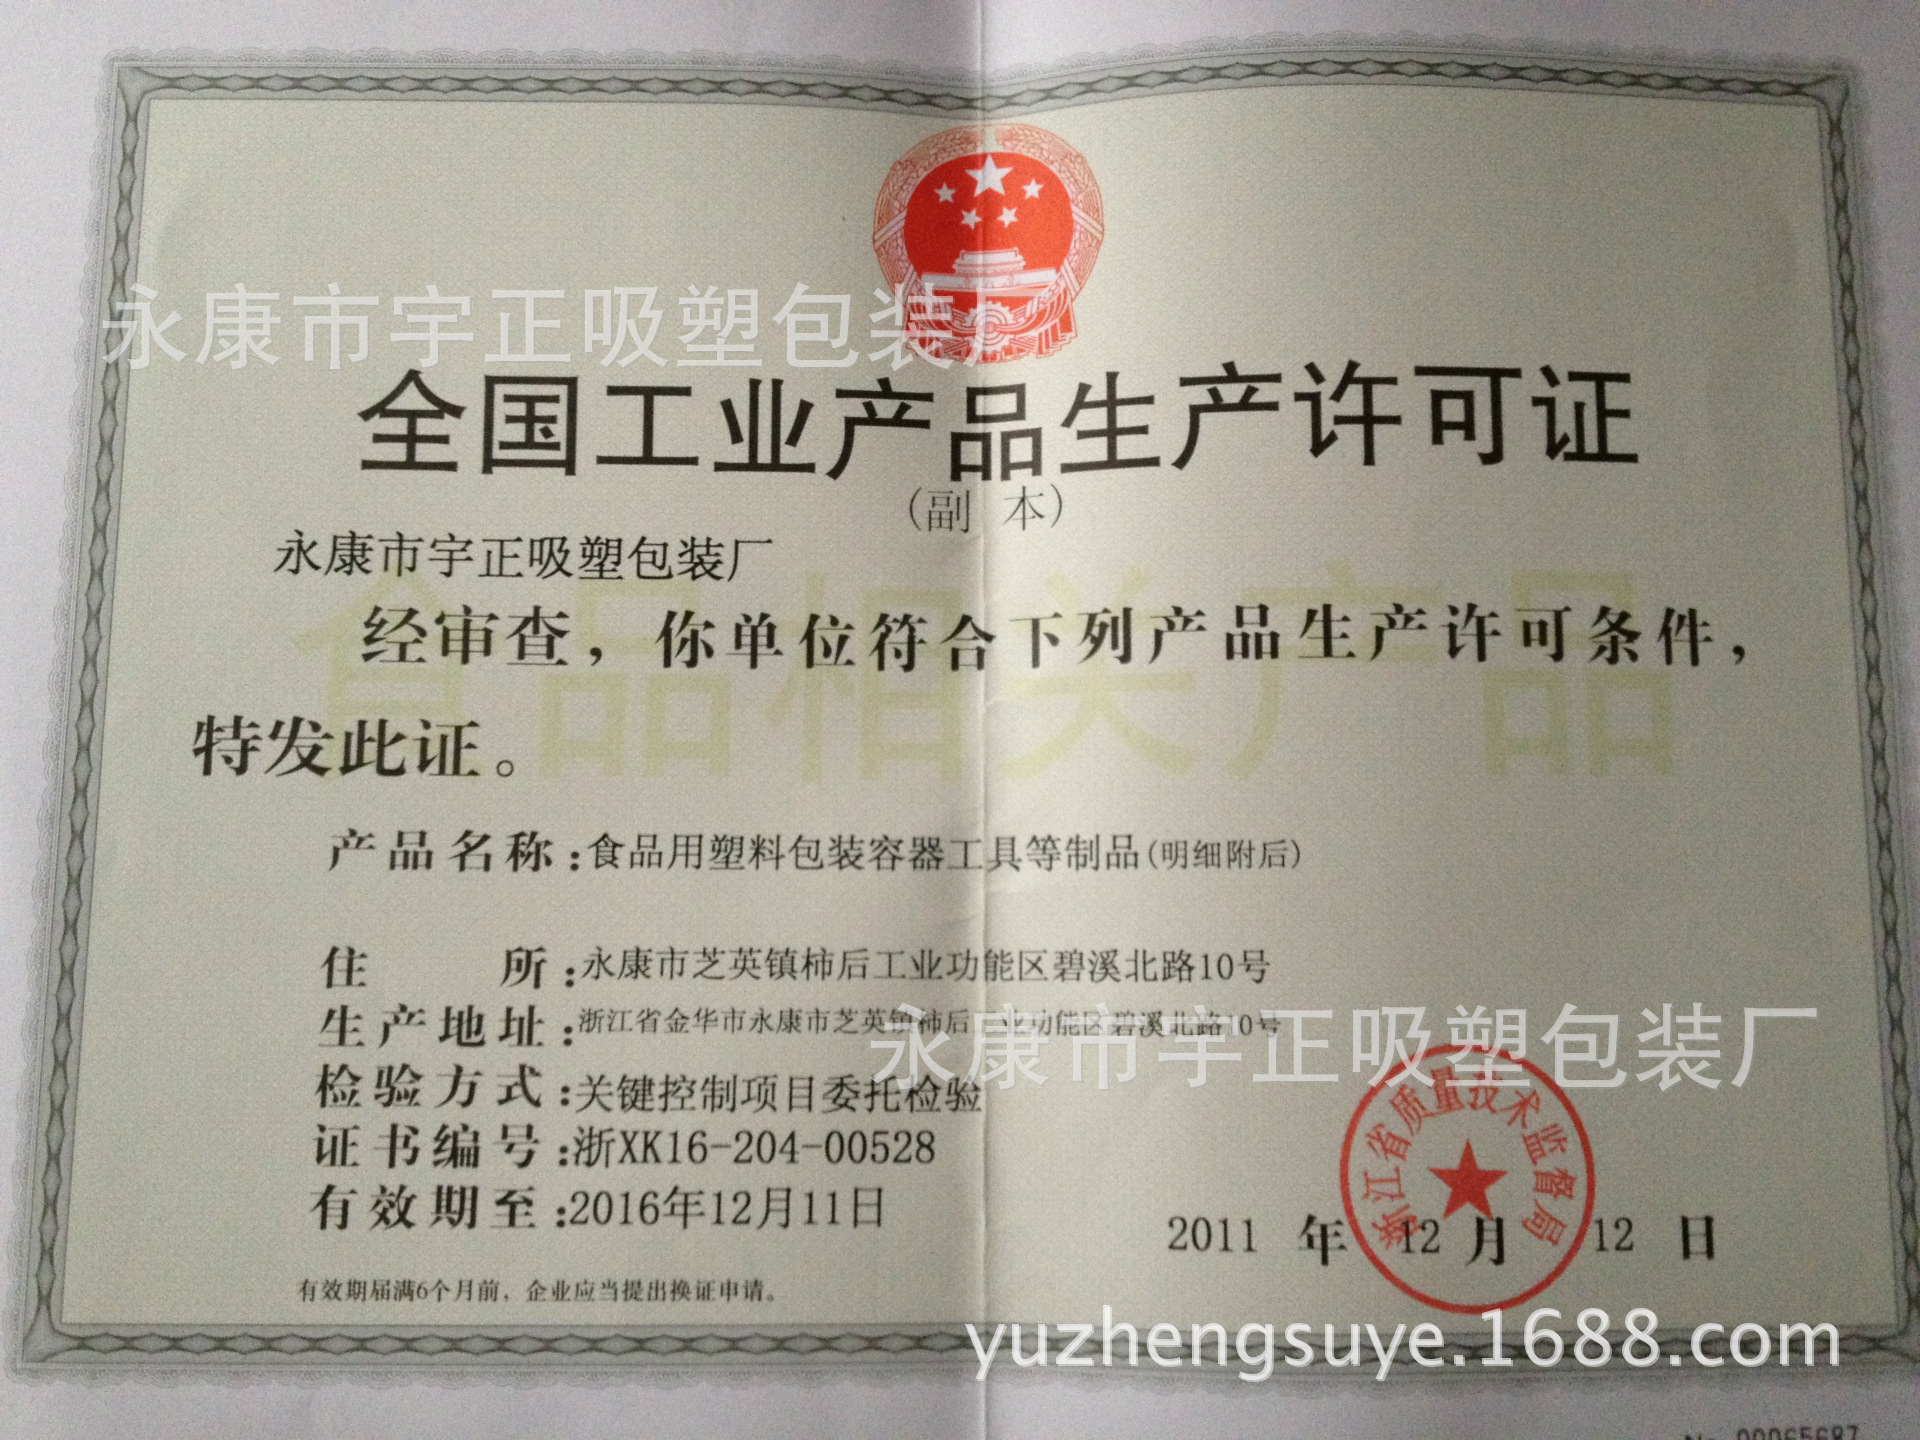 永康市宇正吸塑包装厂
全国工业产品生产许可证
(副 本)
永康市宇正吸塑包装厂
食品相关产品
经审查，你单位符合下列产品生产许可条件，
特发此证。
产品名称：食品用塑料包装容器工具等制品(明细附后)
住 所：永康市芝英镇柿后工业功能区碧溪北路10号
生产地址：浙江省金华市永康市芝英镇柿后工业功能区碧溪北路10号
永康市宇正吸塑包装厂
检验方式：关键控制项目委托检验
证书编号：浙XK16-204-00528
有效期至：2016年12月11日
浙江省质量技术监督局
2011 年 12 月 12 日
有效期届满6个月前，企业应当提出换证申请。
yuzhengsuye.1688.com